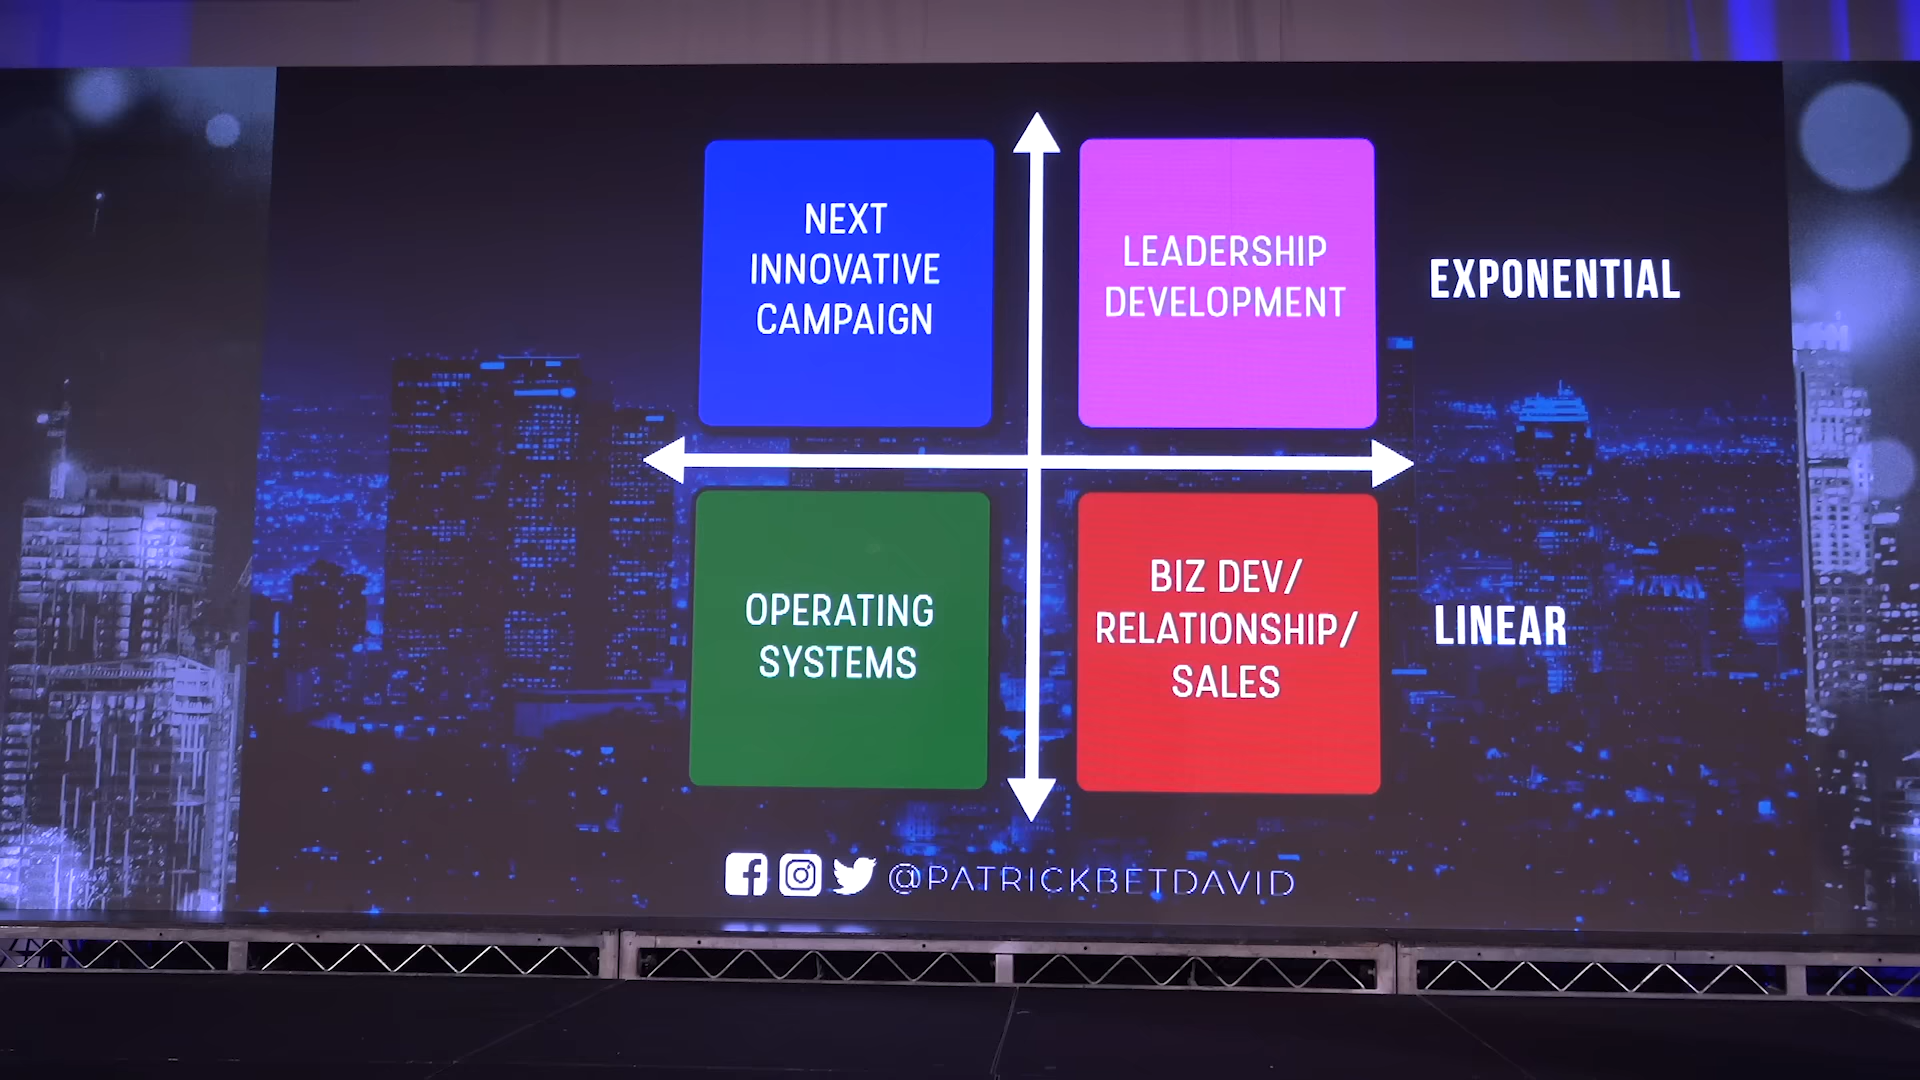 NEXT
INNOVATIVE
CAMPAIGN
LEADERSHIP
DEVELOPMENT
EXPONENTIAL
OPERATING
SYSTEMS
BIZ DEV/
RELATIONSHIP/
SALES
LINEAR
@PATRICKBETDAVID